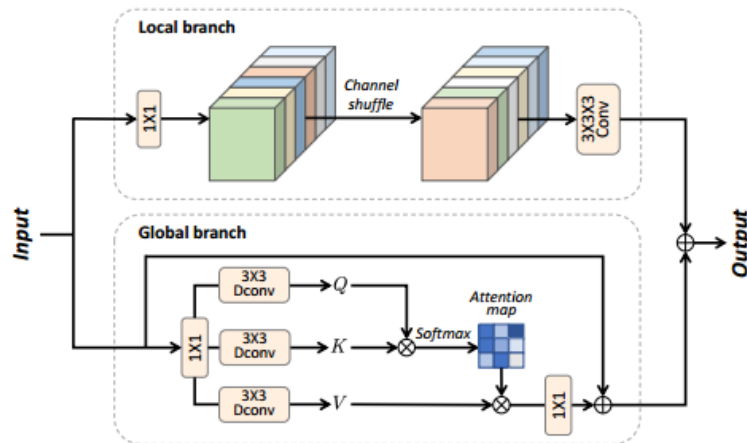 Local branch
1X1
Channel
shuffle
3X3X3
Conv
Input
Output
Global branch
1X1
3X3
Dconv
Q
3X3
Dconv
K
3X3
Dconv
V
Softmax
Attention
map
1X1